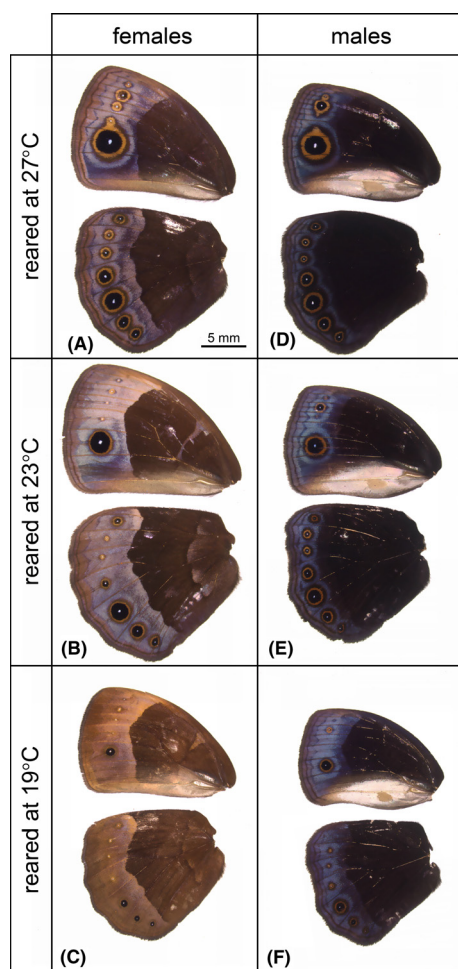 females
males
reared at 27°C
(A)
5 mm
(D)
reared at 23°C
(B)
(E)
reared at 19°C
(C)
(F)